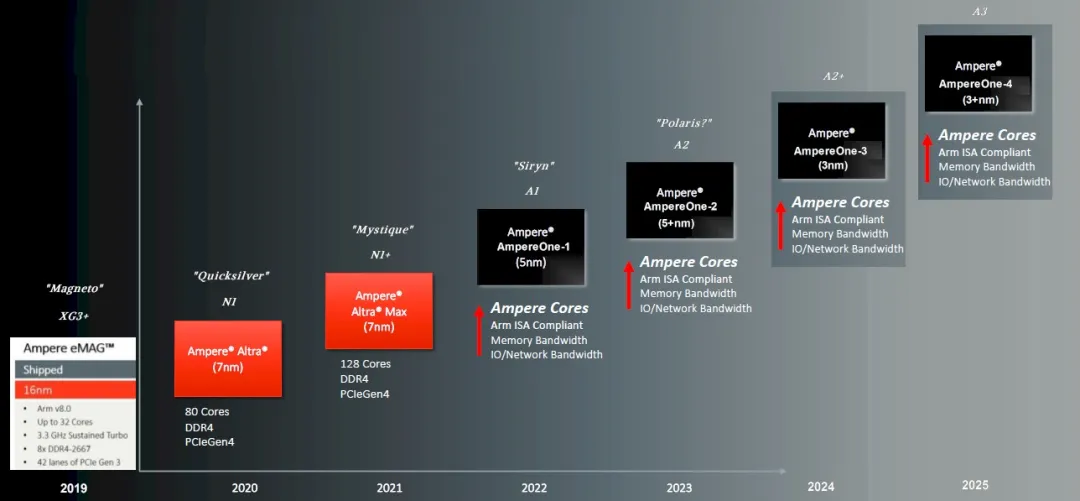 "Magneto"
XG3+
Ampere eMAG™
Shipped
16nm
• Arm v8.0
• Up to 32 Cores
• 3.3 GHz Sustained Turbo
• 8x DDR4-2667
• 42 lanes of PCIe Gen 3
2019
"Quicksilver"
N1
Ampere® Altra®
(7nm)
80 Cores
DDR4
PCIeGen4
2020
"Mystique"
N1+
Ampere®
Altra® Max
(7nm)
128 Cores
DDR4
PCIeGen4
2021
"Siryn"
A1
Ampere®
AmpereOne-1
(5nm)
Ampere Cores
Arm ISA Compliant
Memory Bandwidth
IO/Network Bandwidth
2022
"Polaris?"
A2
Ampere®
AmpereOne-2
(5+nm)
Ampere Cores
Arm ISA Compliant
Memory Bandwidth
IO/Network Bandwidth
2023
A2+
Ampere®
AmpereOne-3
(3nm)
Ampere Cores
Arm ISA Compliant
Memory Bandwidth
IO/Network Bandwidth
2024
A3
Ampere®
AmpereOne-4
(3+nm)
Ampere Cores
Arm ISA Compliant
Memory Bandwidth
IO/Network Bandwidth
2025